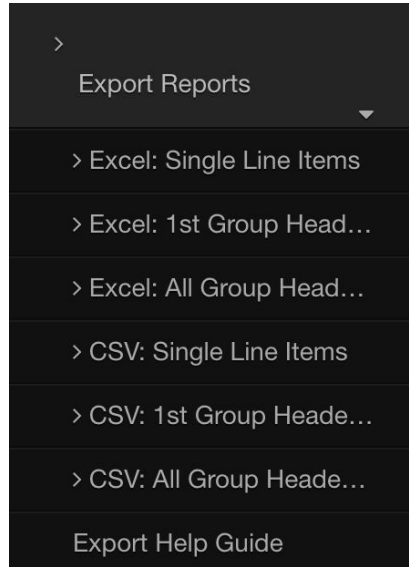 >
Export Reports
> Excel: Single Line Items
> Excel: 1st Group Head…
> Excel: All Group Head…
> CSV: Single Line Items
> CSV: 1st Group Heade…
> CSV: All Group Heade…
Export Help Guide